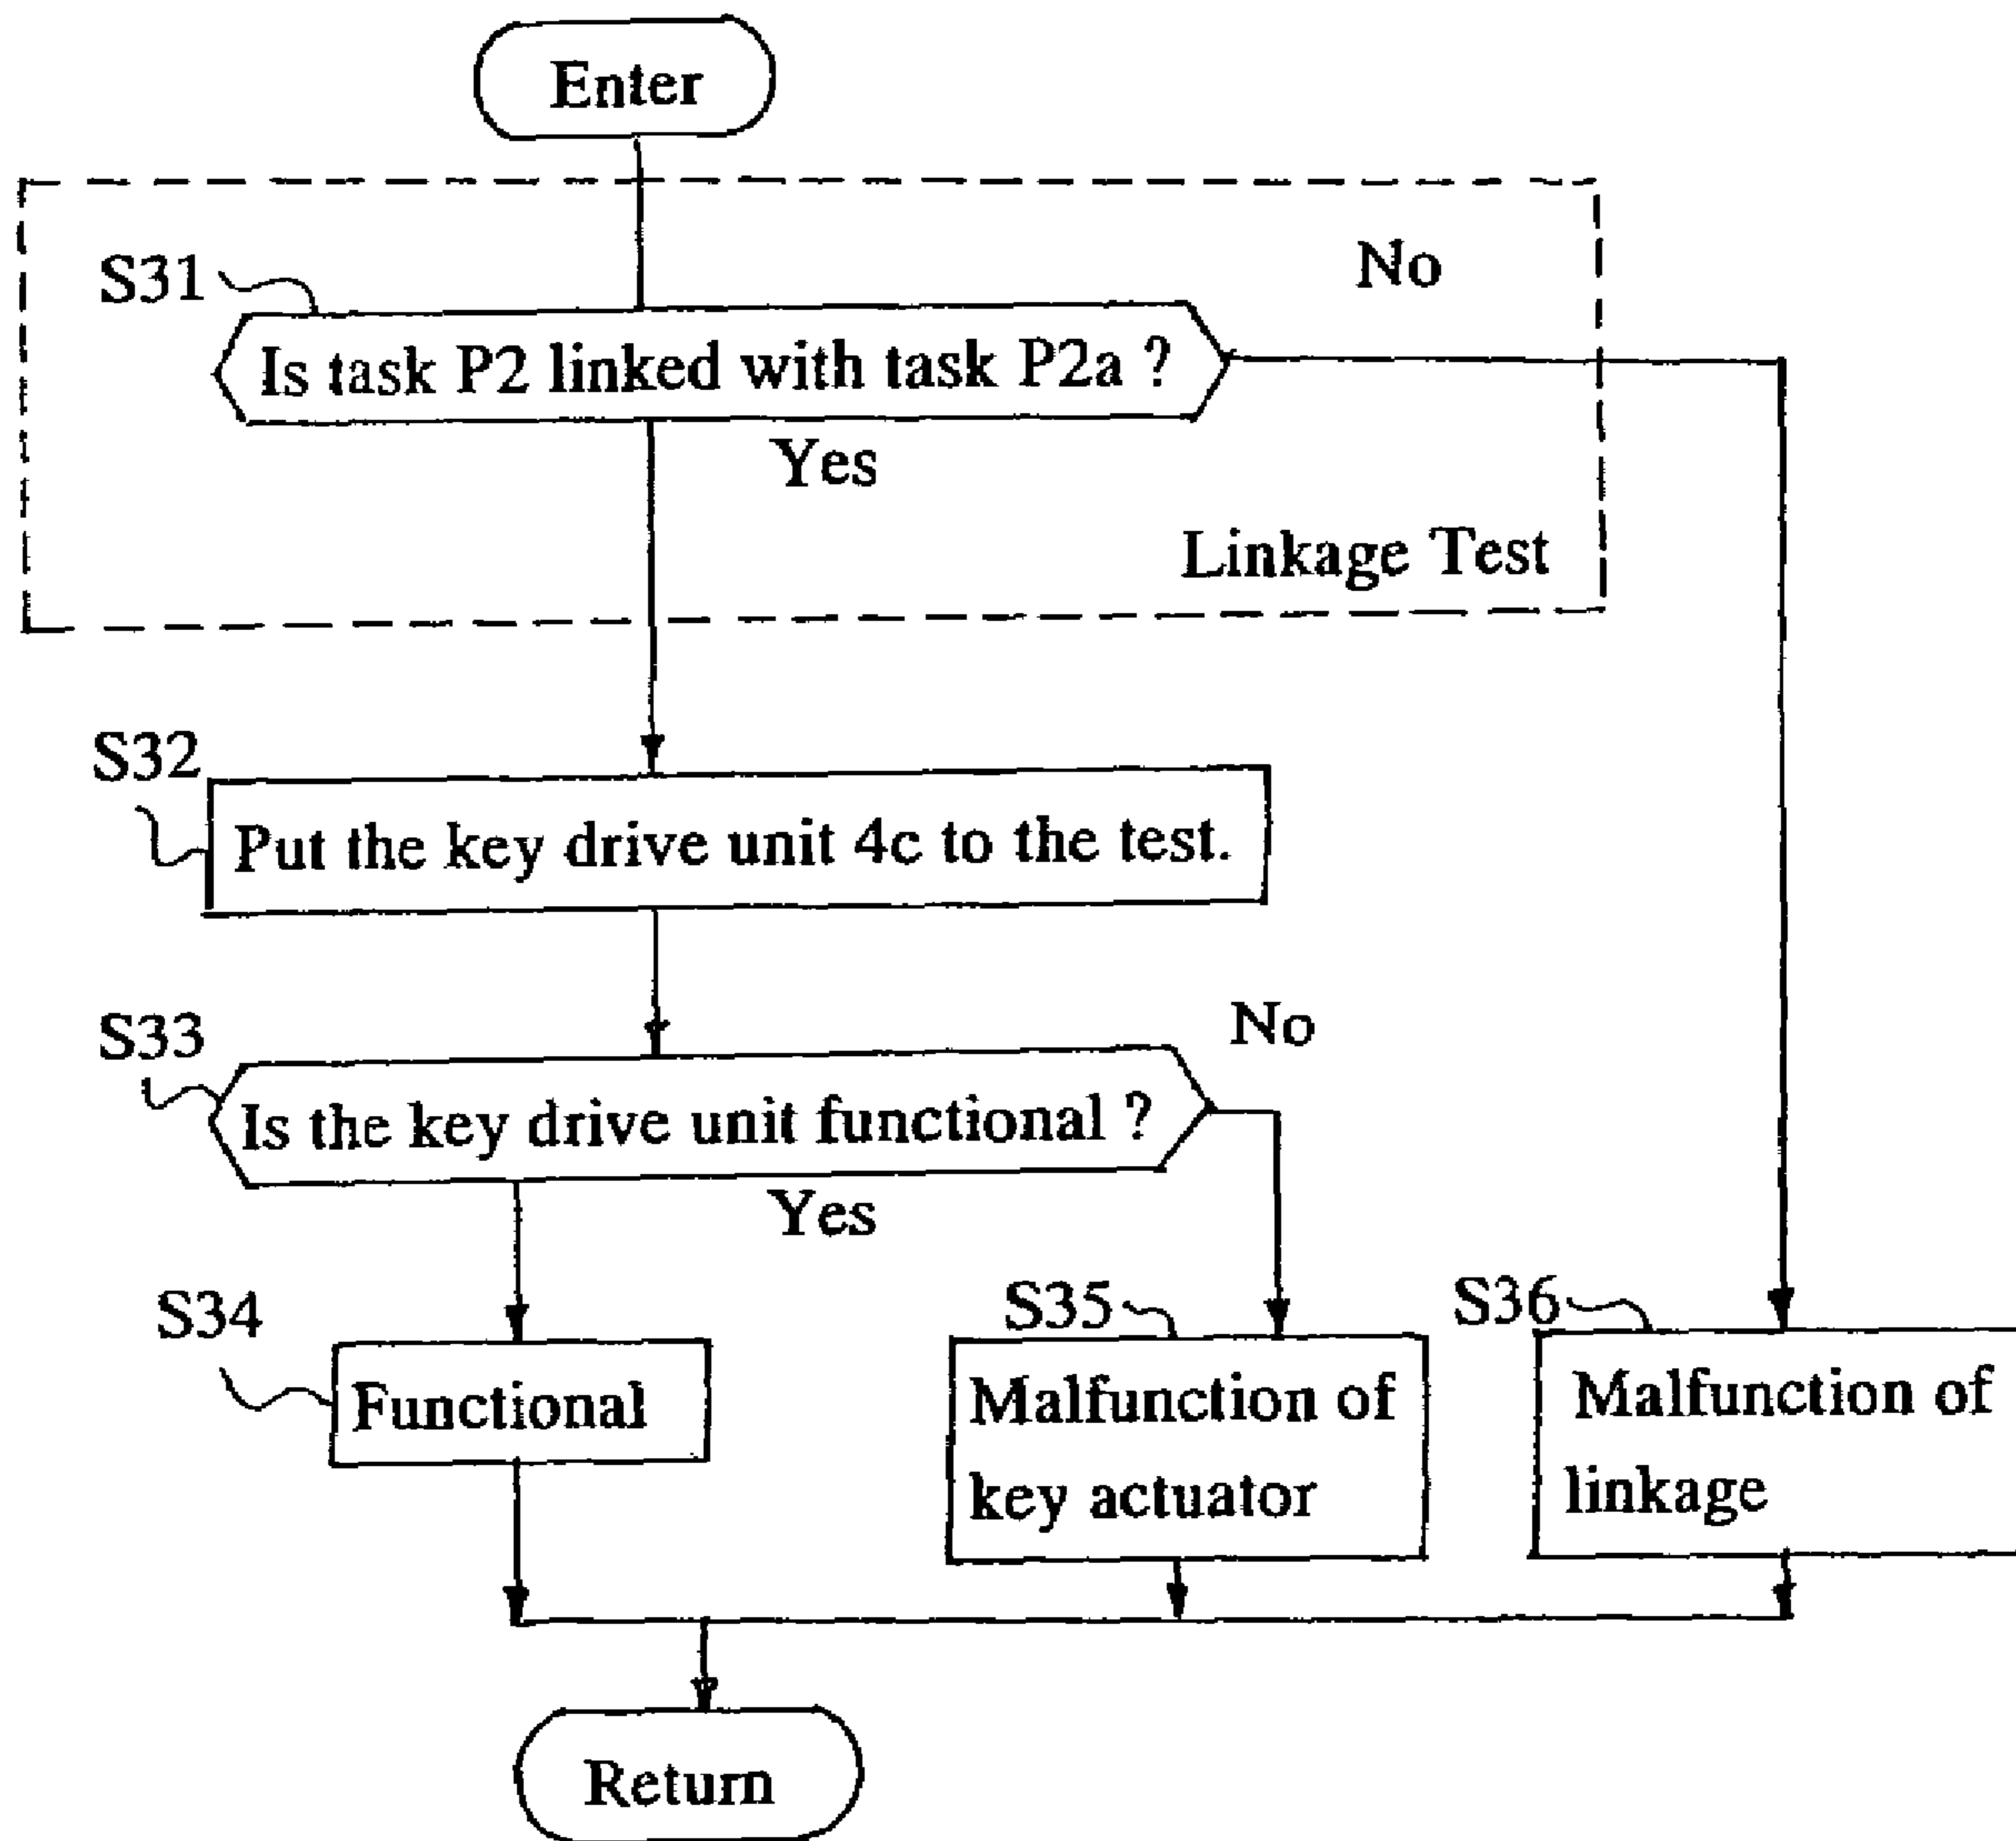 Enter
No
S31
Is task P2 linked with task P2a ?
Yes
Linkage Test
S32
Put the key drive unit 4c to the test.
S33
No
Is the key drive unit functional ?
Yes
S34
S35
S36
Functional
Malfunction of
key actuator
Malfunction of
linkage
Return